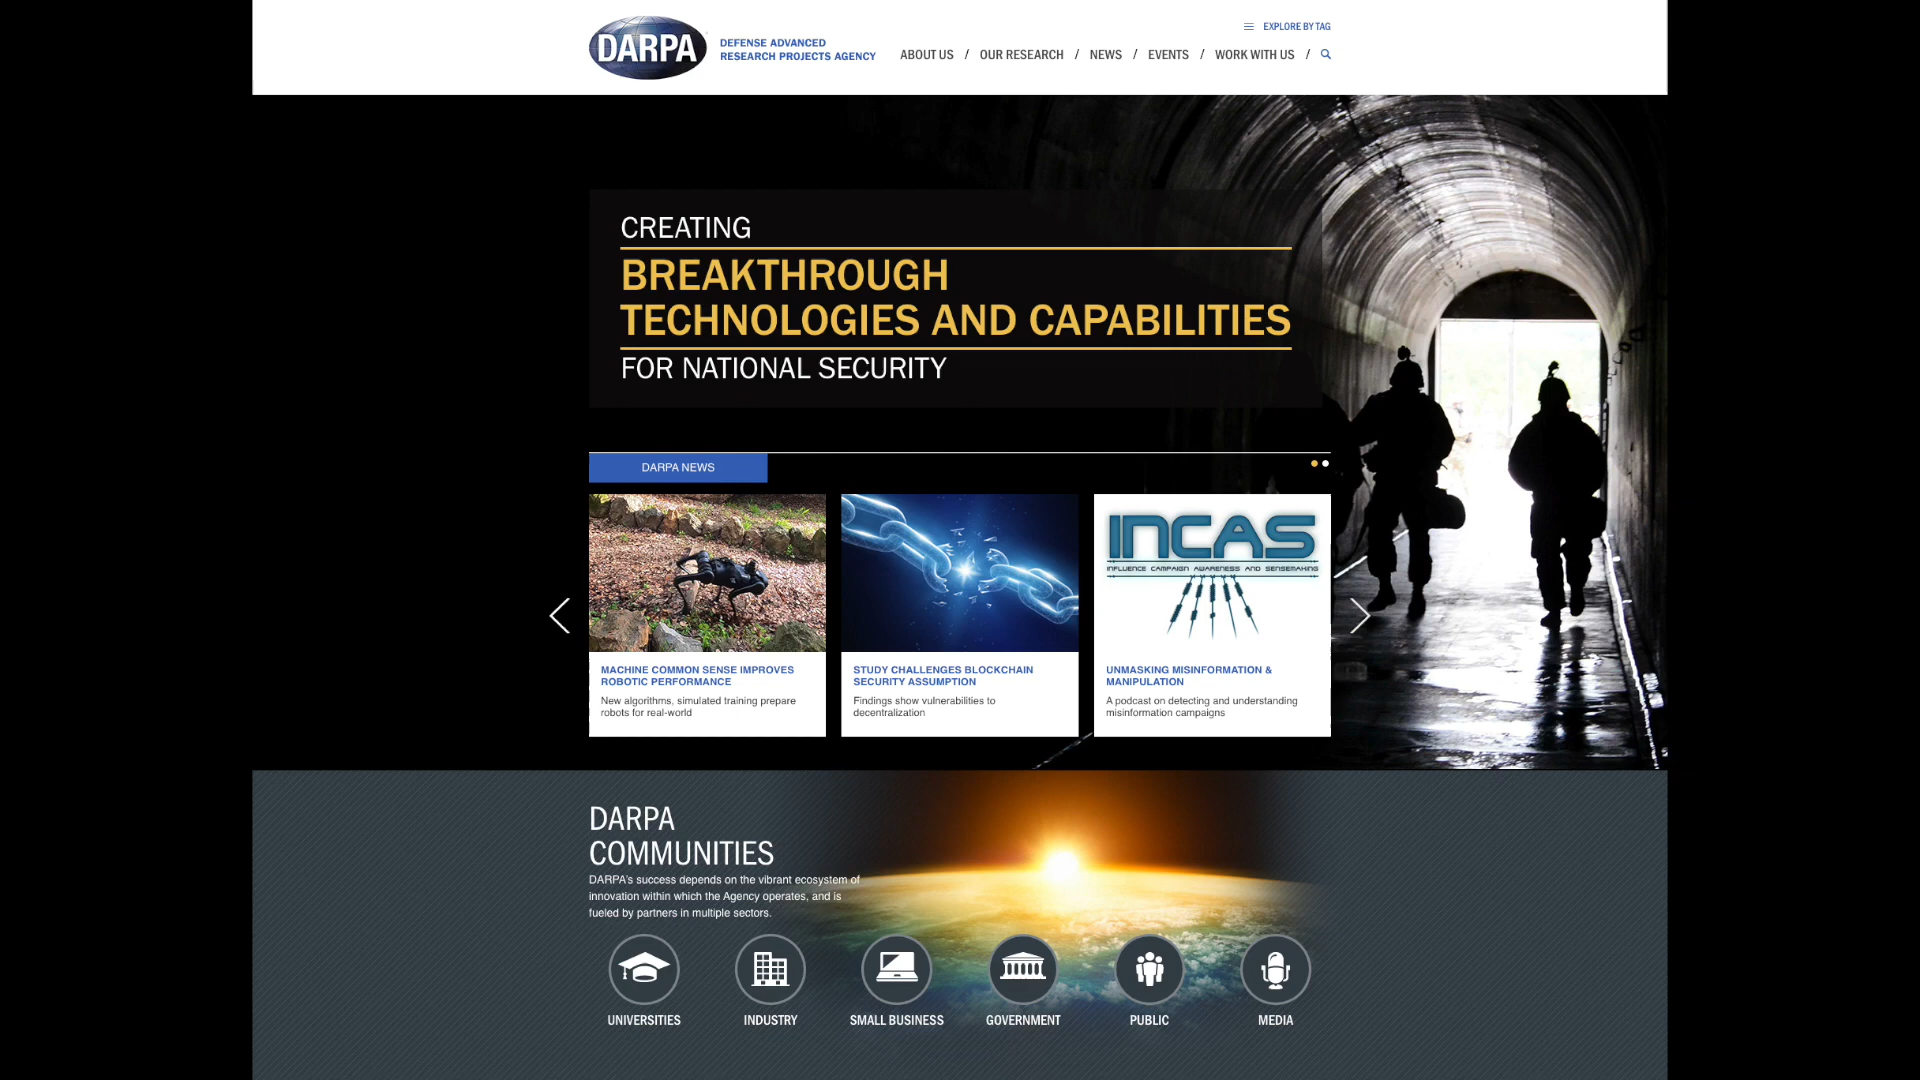 EXPLORE BY TAG
DARPA
DEFENSE ADVANCED
RESEARCH PROJECTS AGENCY
ABOUT US / OUR RESEARCH / NEWS / EVENTS / WORK WITH US /
CREATING
BREAKTHROUGH
TECHNOLOGIES AND CAPABILITIES
FOR NATIONAL SECURITY
DARPA NEWS
MACHINE COMMON SENSE IMPROVES
ROBOTIC PERFORMANCE
New algorithms, simulated training prepare
robots for real-world
STUDY CHALLENGES BLOCKCHAIN
SECURITY ASSUMPTION
Findings show vulnerabilities to
decentralization
INCAS
INFLUENCE CAMPAIGN AWARENESS AND SENSEMAKING
UNMASKING MISINFORMATION &
MANIPULATION
A podcast on detecting and understanding
misinformation campaigns
DARPA
COMMUNITIES
DARPA's success depends on the vibrant ecosystem of
innovation within which the Agency operates, and is
fueled by partners in multiple sectors.
UNIVERSITIES
INDUSTRY
SMALL BUSINESS
GOVERNMENT
PUBLIC
MEDIA